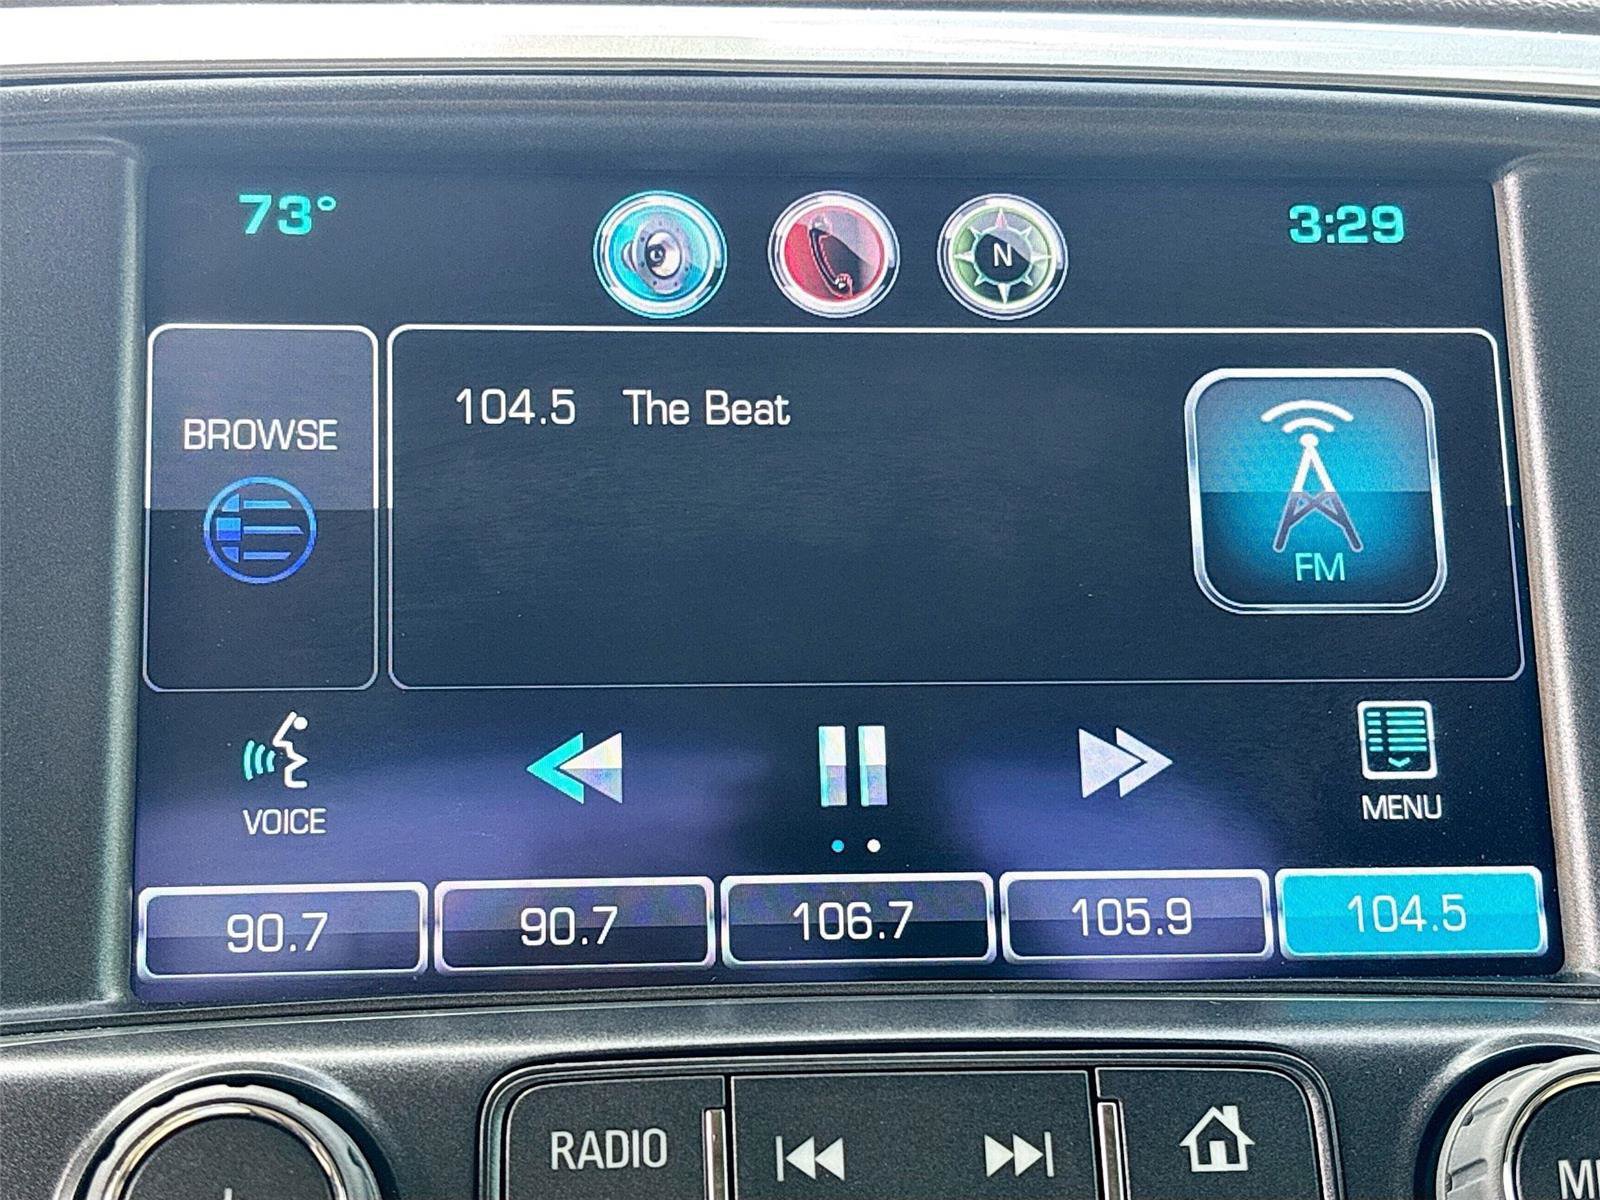 73°
N
3:29
BROWSE
104.5 The Beat
FM
VOICE
MENU
90.7
90.7
106.7
105.9
104.5
RADIO